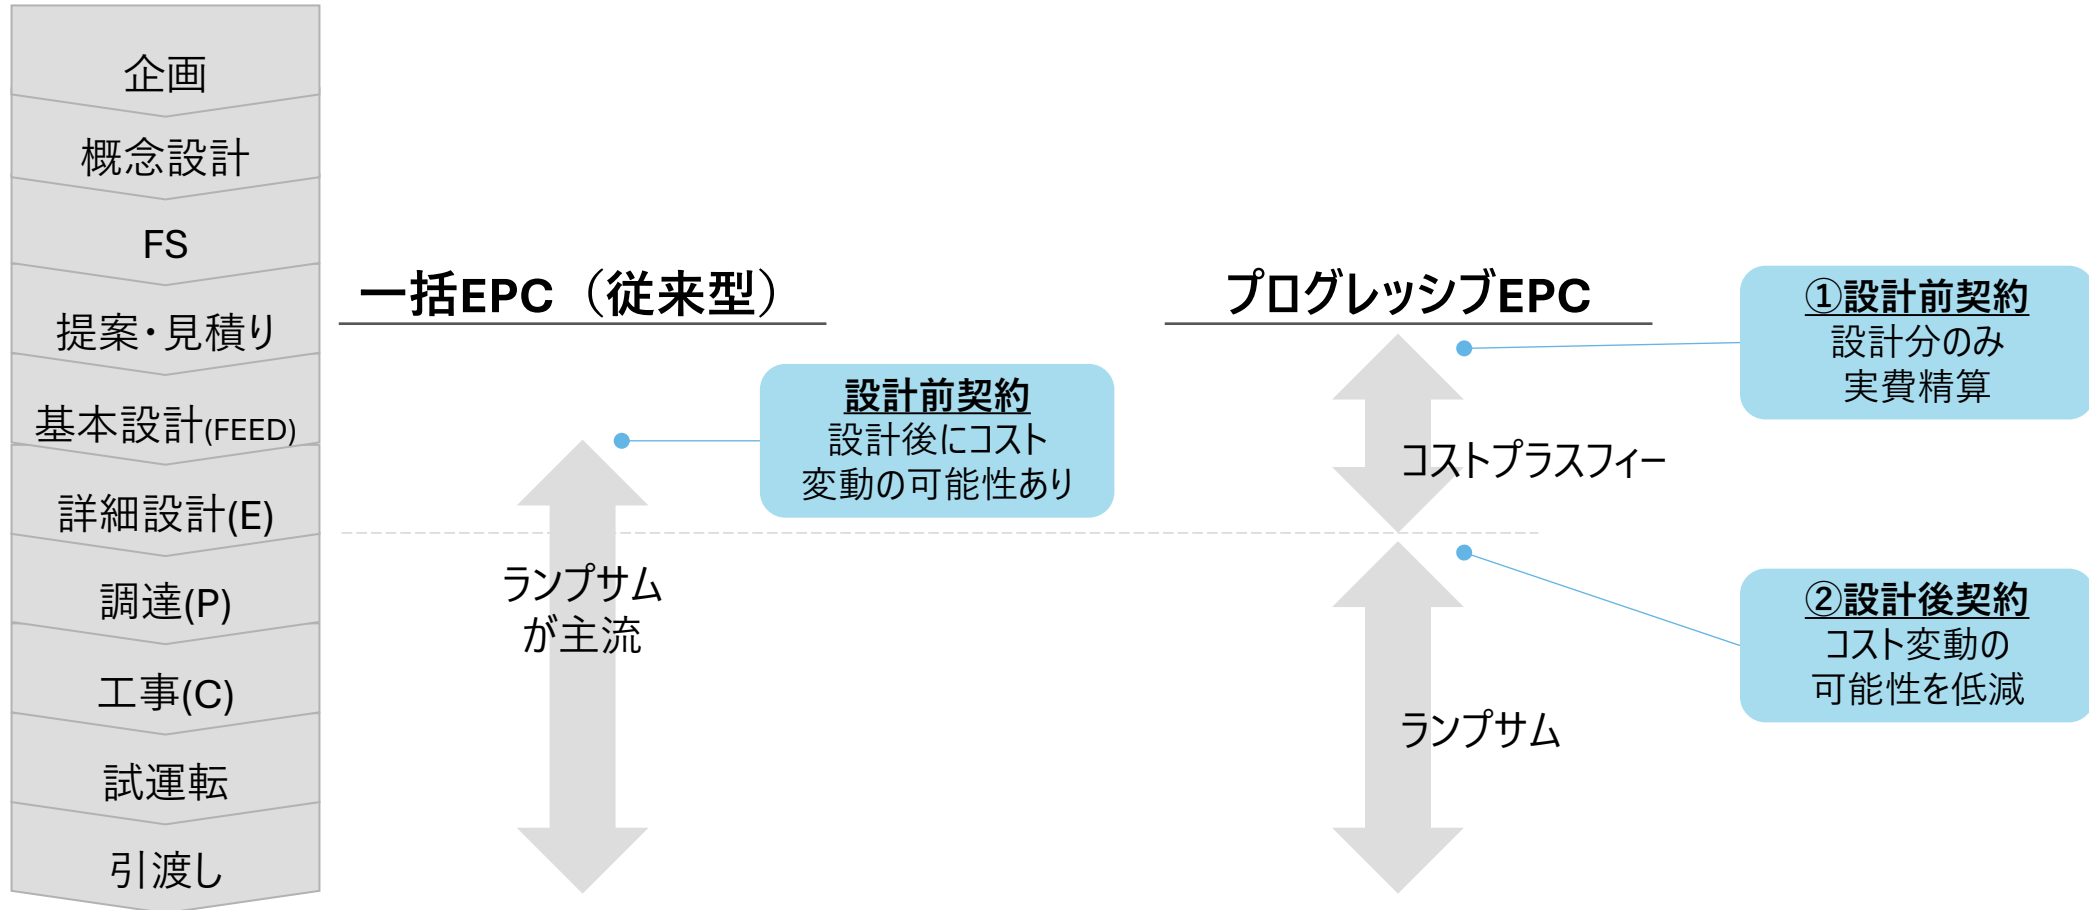 企画
概念設計
FS
提案・見積り
基本設計(FEED)
詳細設計(E)
調達(P)
工事(C)
試運転
引渡し
一括EPC（従来型）
設計前契約
設計後にコスト
変動の可能性あり
ランプサム
が主流
プログレッシブEPC
①設計前契約
設計分のみ
実費精算
コストプラスフィー
②設計後契約
コスト変動の
可能性を低減
ランプサム